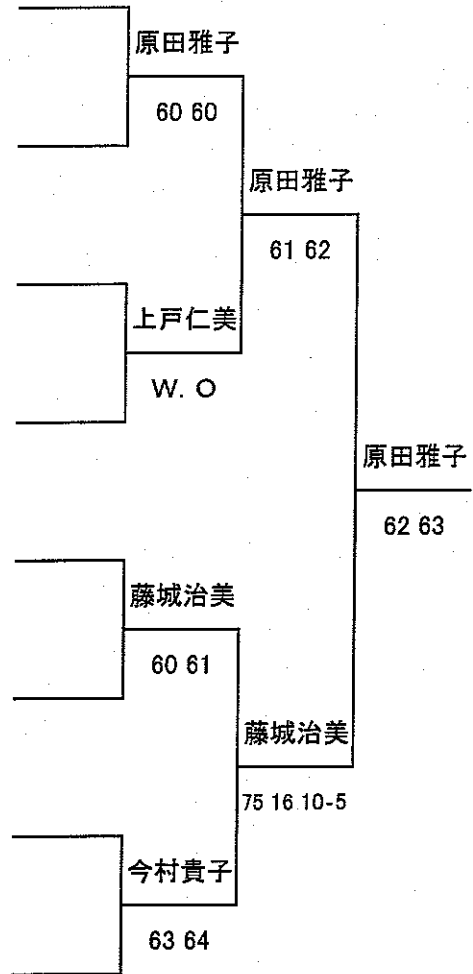 原田雅子
60 60
原田雅子
61 62
上戸仁美
W. O
原田雅子
62 63
藤城治美
60 61
藤城治美
75 16 10-5
今村貴子
63 64